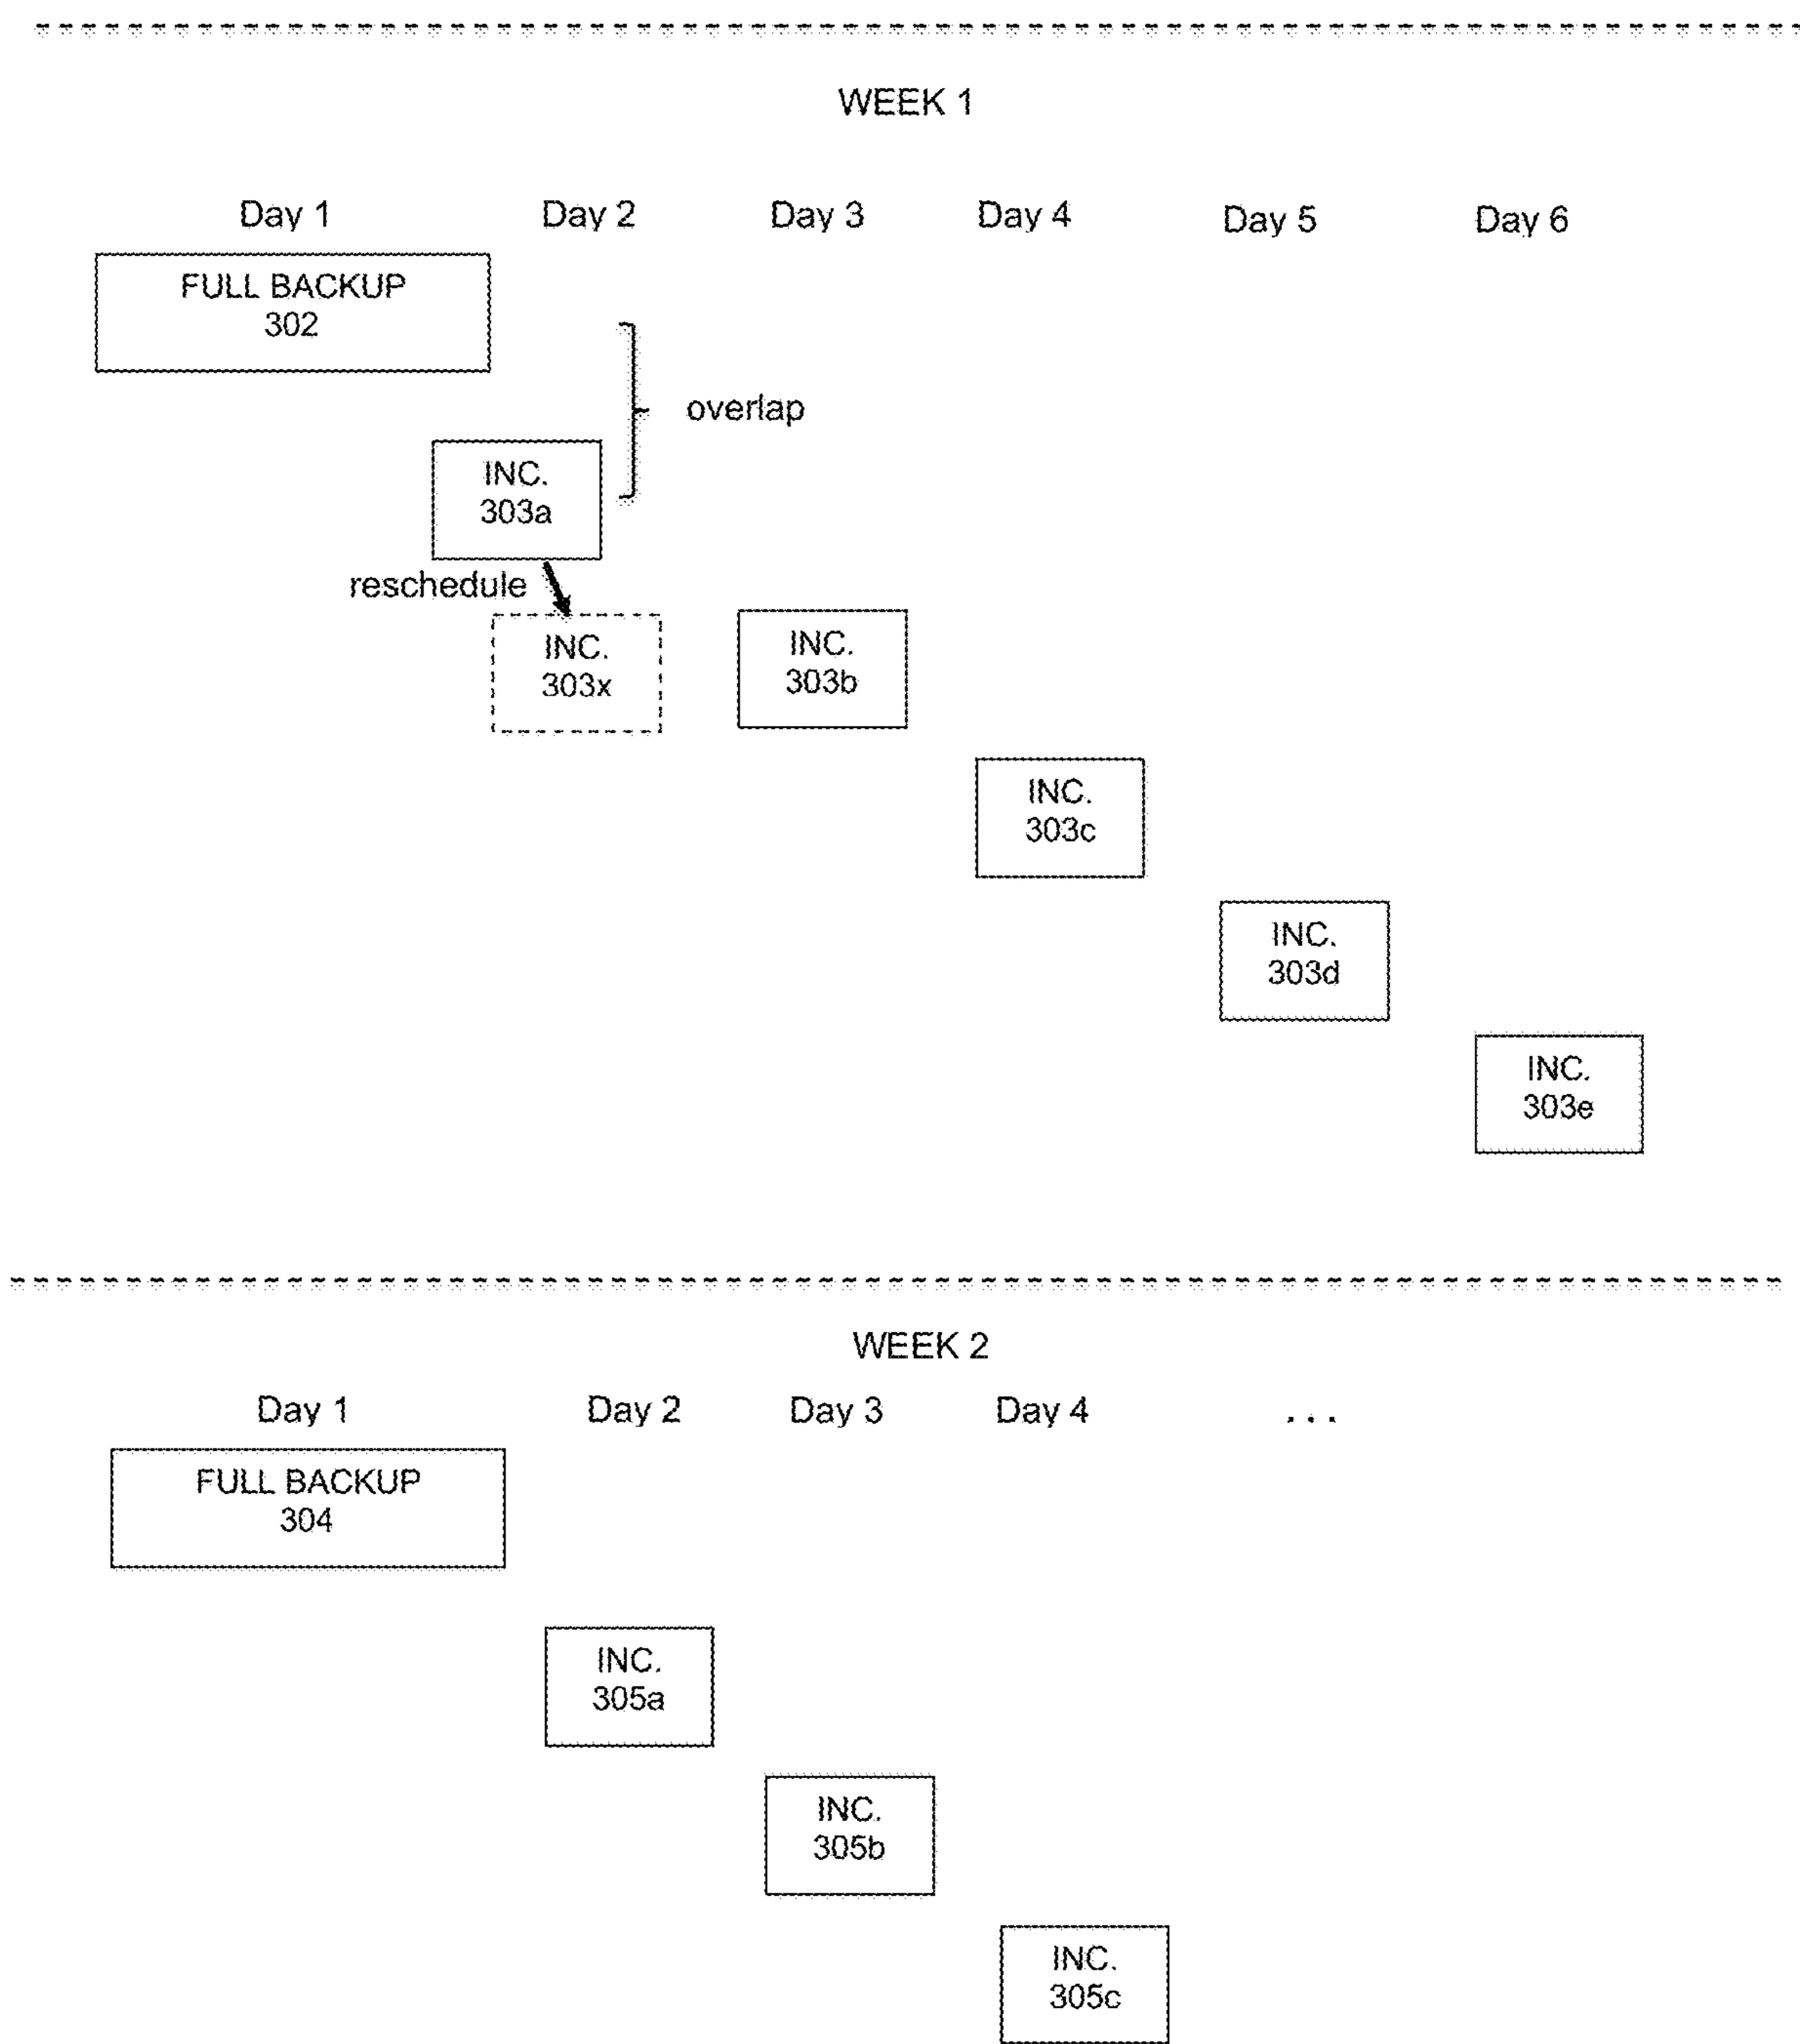 WEEK 1
Day 1 Day 2 Day 3 Day 4 Day 5 Day 6
FULL BACKUP
302
overlap
INC.
303a
reschedule
INC.
303x
INC.
303b
INC.
303c
INC.
303d
INC.
303e
WEEK 2
Day 1 Day 2 Day 3 Day 4 ...
FULL BACKUP
304
INC.
305a
INC.
305b
INC.
305c